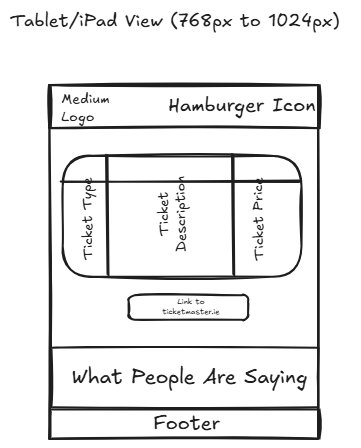 Tablet/iPad View (768px to 1024px)
Medium
Logo
Hamburger Icon
Ticket Type
Ticket
Description
Ticket Price
Link to
ticketmaster.ie
What People Are Saying
Footer